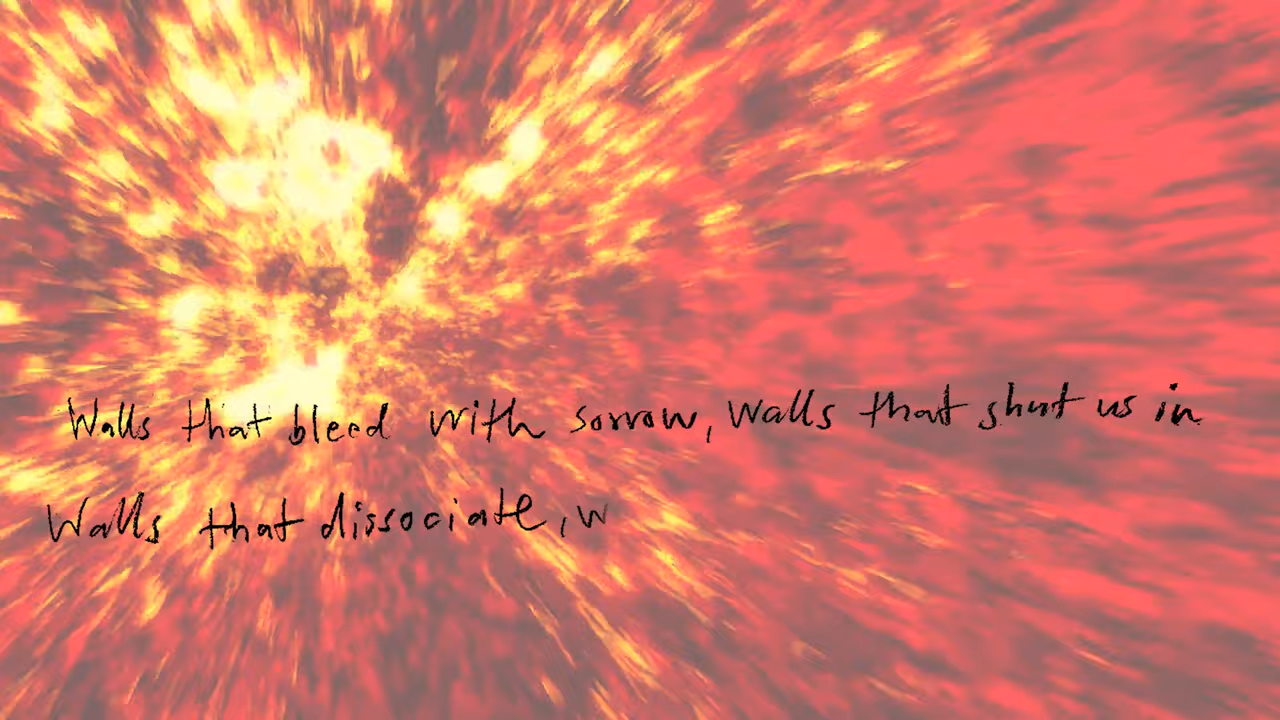 Walls that bleed with sorrow, walls that shut us in
Walls that dissociate, w